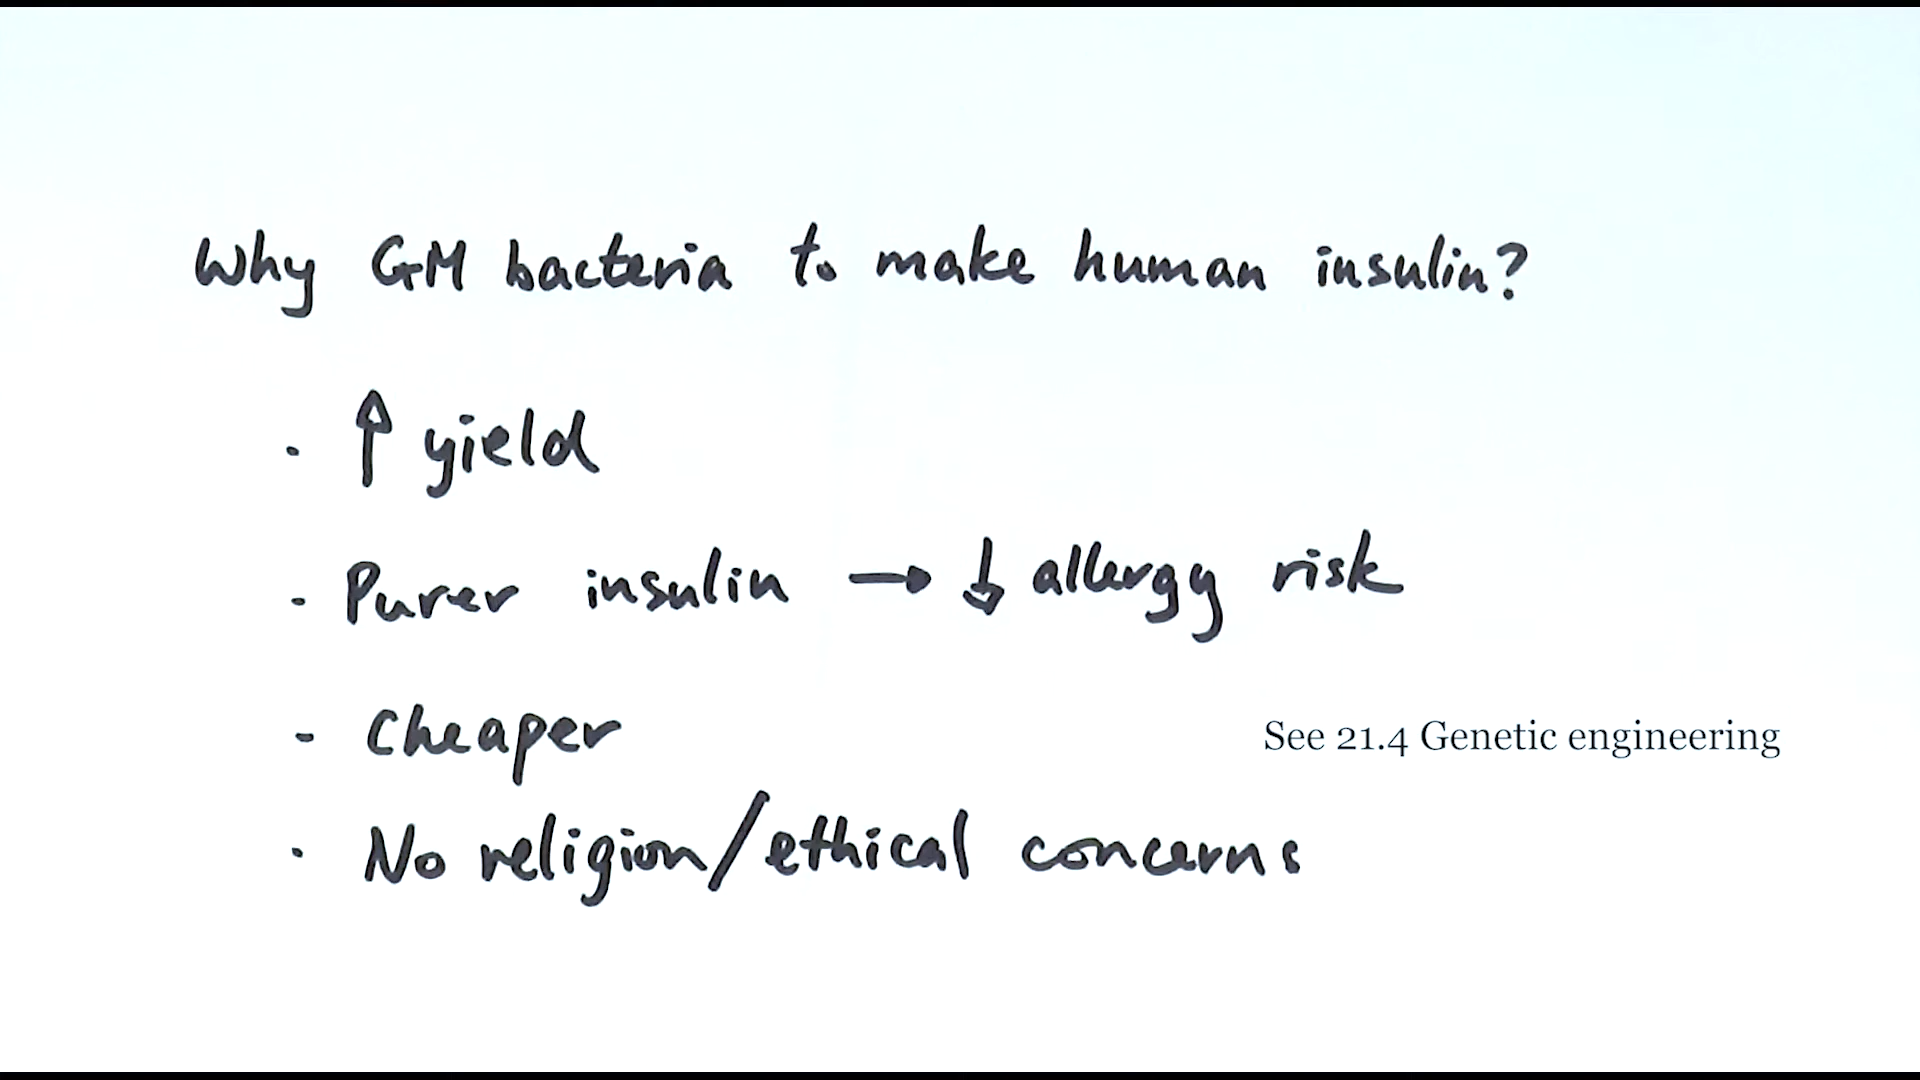 Why GM bacteria to make human insulin?
· ↑ yield
· Purer insulin → ↓ allergy risk
- Cheaper
See 21.4 Genetic engineering
· No religion/ethical concerns